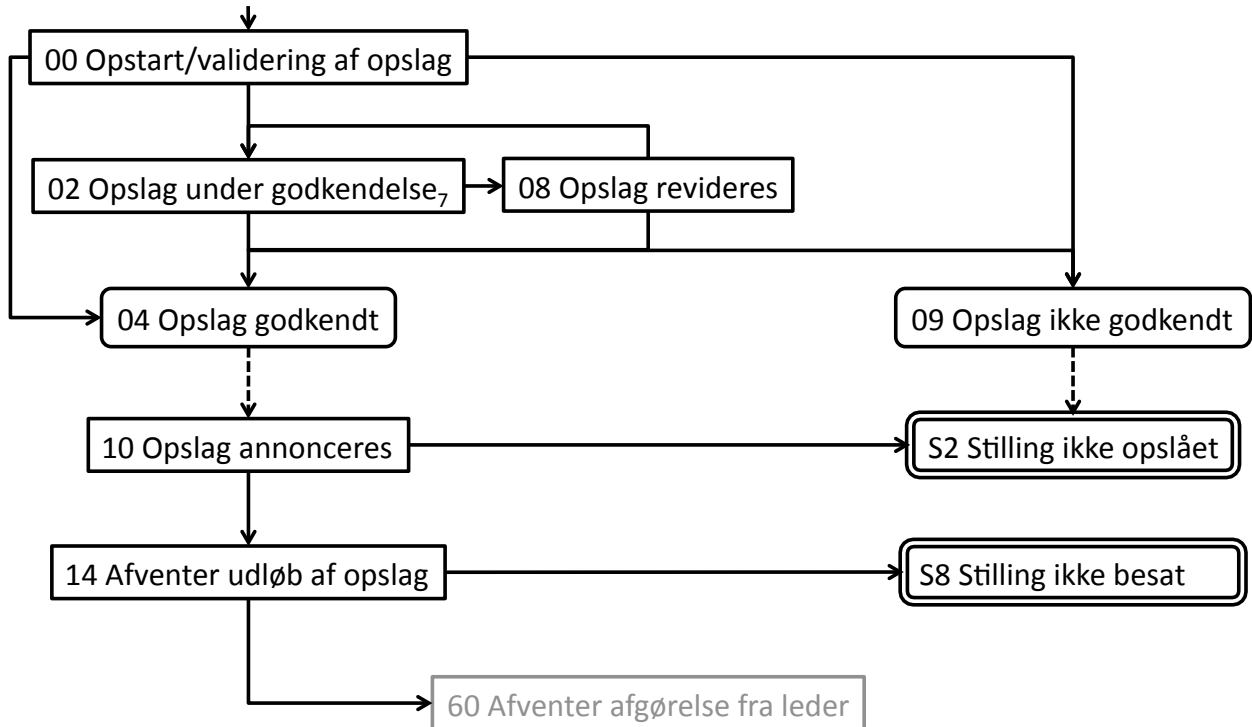 00 Opstart/validering af opslag
02 Opslag under godkendelse₇
08 Opslag revideres
04 Opslag godkendt
09 Opslag ikke godkendt
10 Opslag annonceres
S2 Stilling ikke opslået
14 Afventer udløb af opslag
S8 Stilling ikke besat
60 Afventer afgørelse fra leder